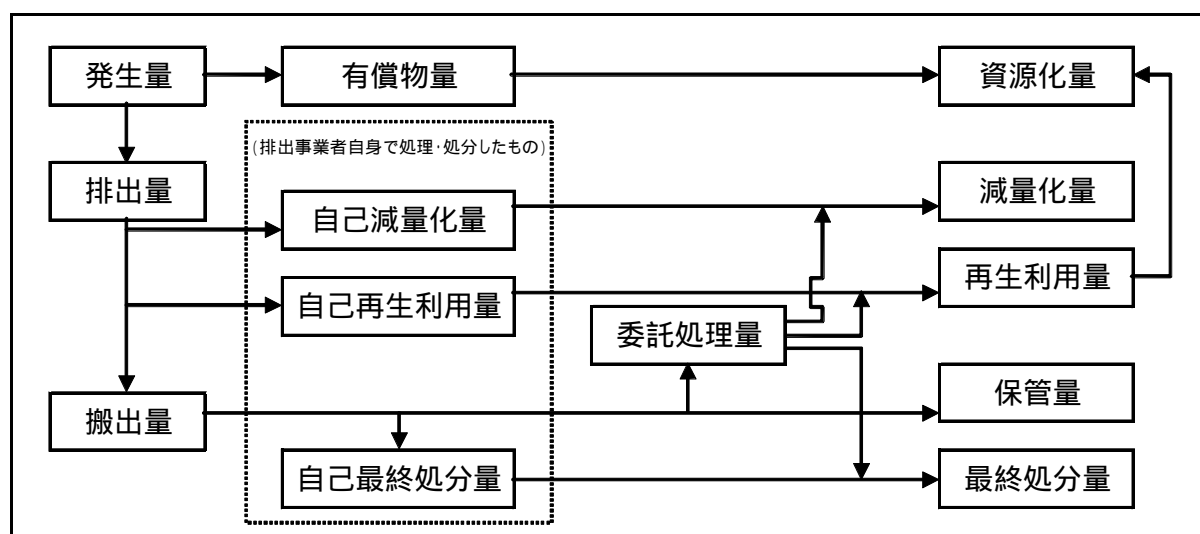 発生量
有償物量
資源化量
(排出事業者自身で処理･処分したもの)
排出量
自己減量化量
減量化量
自己再生利用量
再生利用量
委託処理量
搬出量
保管量
自己最終処分量
最終処分量